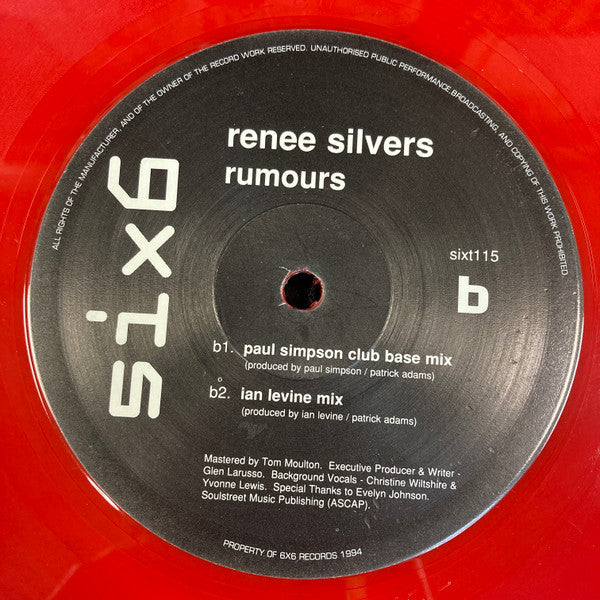 ALL RIGHTS OF THE MANUFACTURER, AND OF THE OWNER OF THE RECORD WORK RESERVED. UNAUTHORISED PUBLIC PERFORMANCE,BROADCASTING, AND COPYING OF THIS WORK PROHIBITED.
six6
renee silvers
rumours
sixt115
b
b1. paul simpson club base mix
(produced by paul simpson / patrick adams)
b2. ian levine mix
(produced by ian levine / patrick adams)
Mastered by Tom Moulton. Executive Producer & Writer -
Glen Larusso. Background Vocals - Christine Wiltshire &
Yvonne Lewis. Special Thanks to Evelyn Johnson.
Soulstreet Music Publishing (ASCAP).
PROPERTY OF 6X6 RECORDS 1994